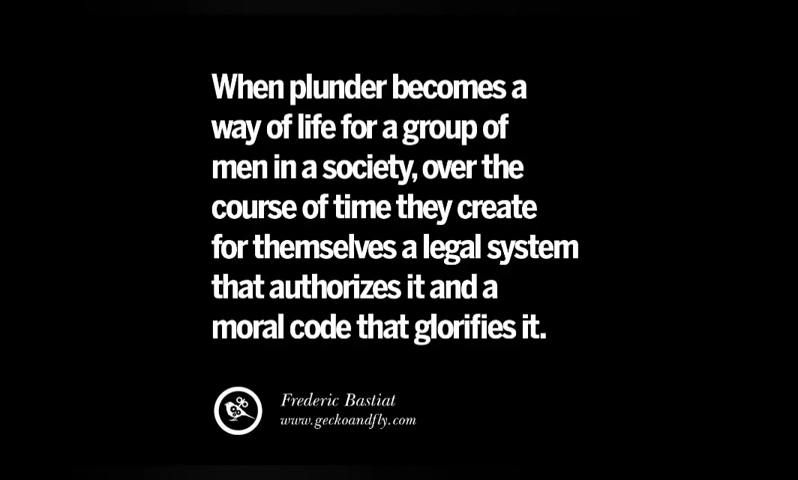 When plunder becomes a
way of life for a group of
men in a society, over the
course of time they create
for themselves a legal system
that authorizes it and a
moral code that glorifies it.
Frederic Bastiat
www.geckoandfly.com